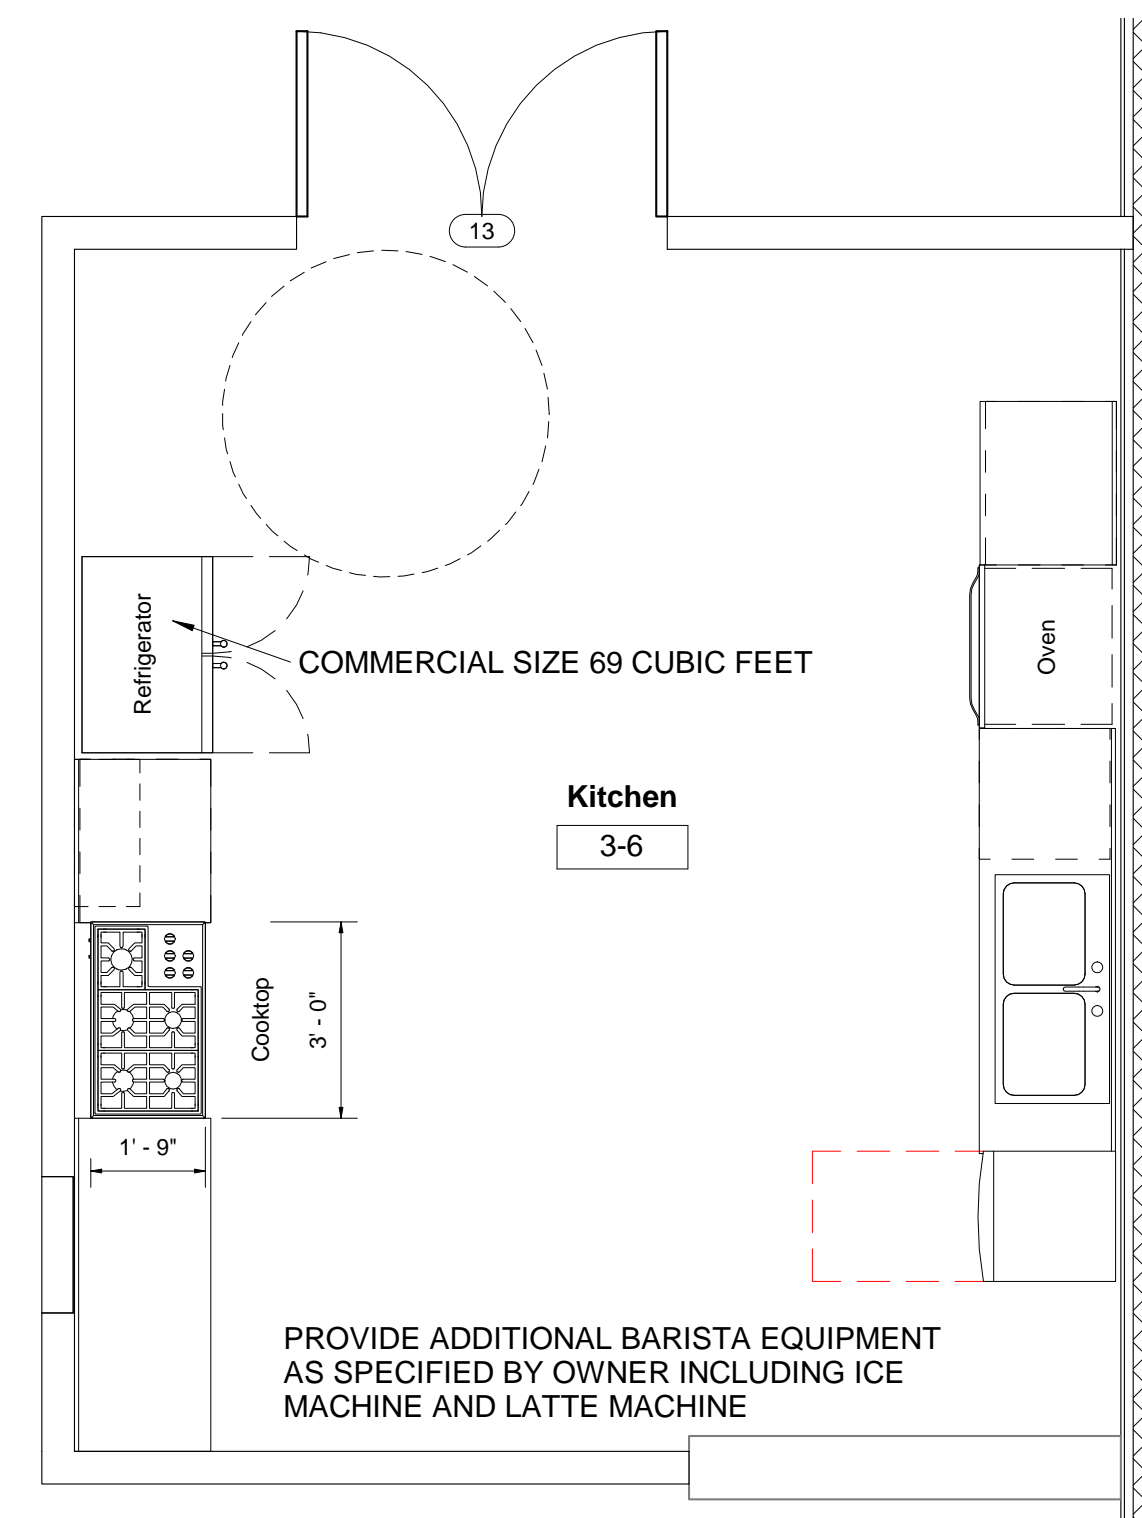 13
Refrigerator
COMMERCIAL SIZE 69 CUBIC FEET
Oven
Kitchen
3-6
Cooktop
3' - 0"
1' - 9"
PROVIDE ADDITIONAL BARISTA EQUIPMENT
AS SPECIFIED BY OWNER INCLUDING ICE
MACHINE AND LATTE MACHINE